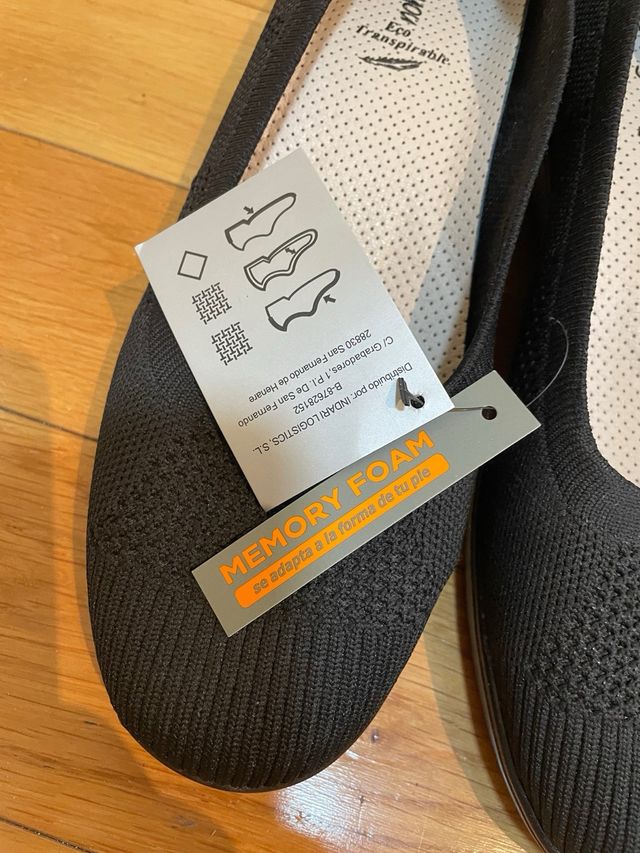 Eco
Transpirable
Distribuido por: INDARI LOGISTICS, S.L.
B-87628152
C/ Grabadores, 1 P.I. De San Fernando
28830 San Fernando de Henare
MEMORY FOAM
se adapta a la forma de tu pie